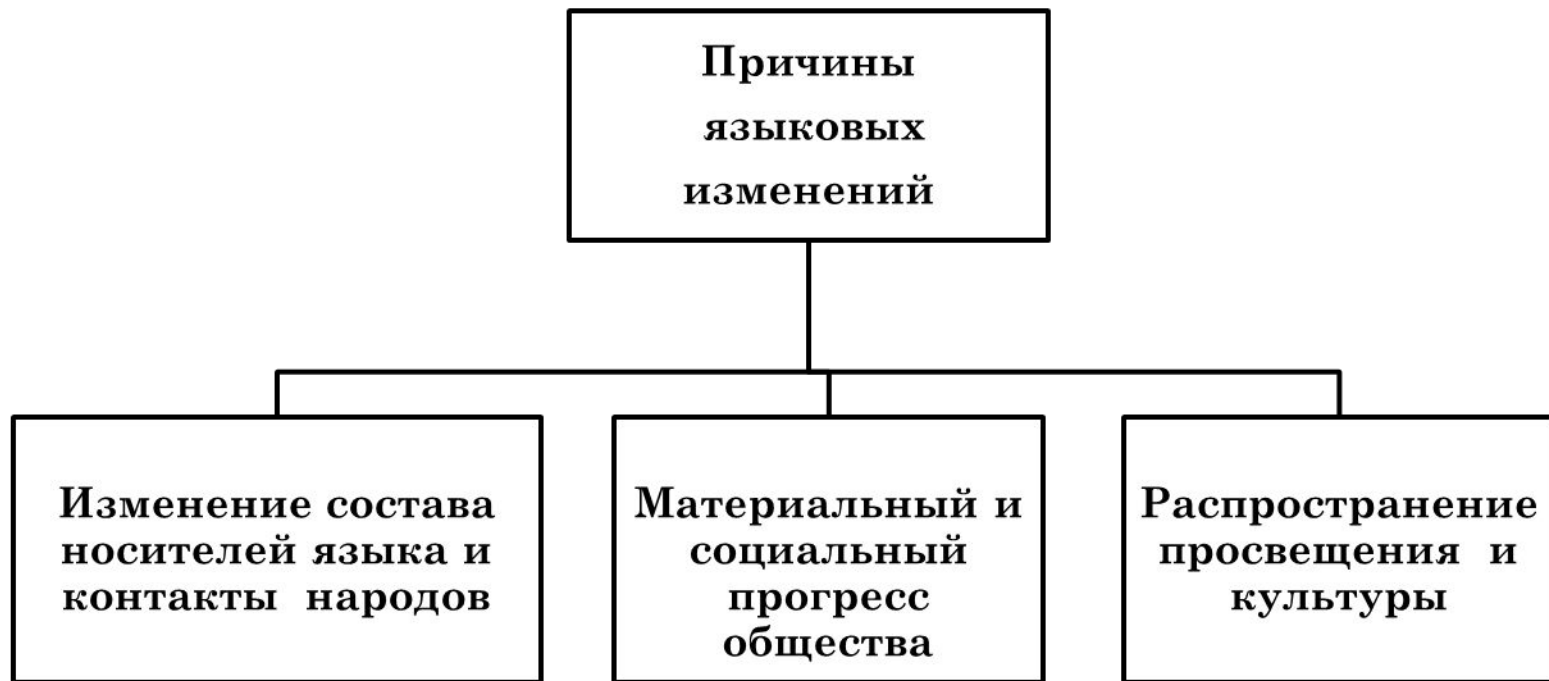 Причины
языковых
изменений
Изменение состава
носителей языка и
контакты народов
Материальный и
социальный
прогресс
общества
Распространение
просвещения и
культуры